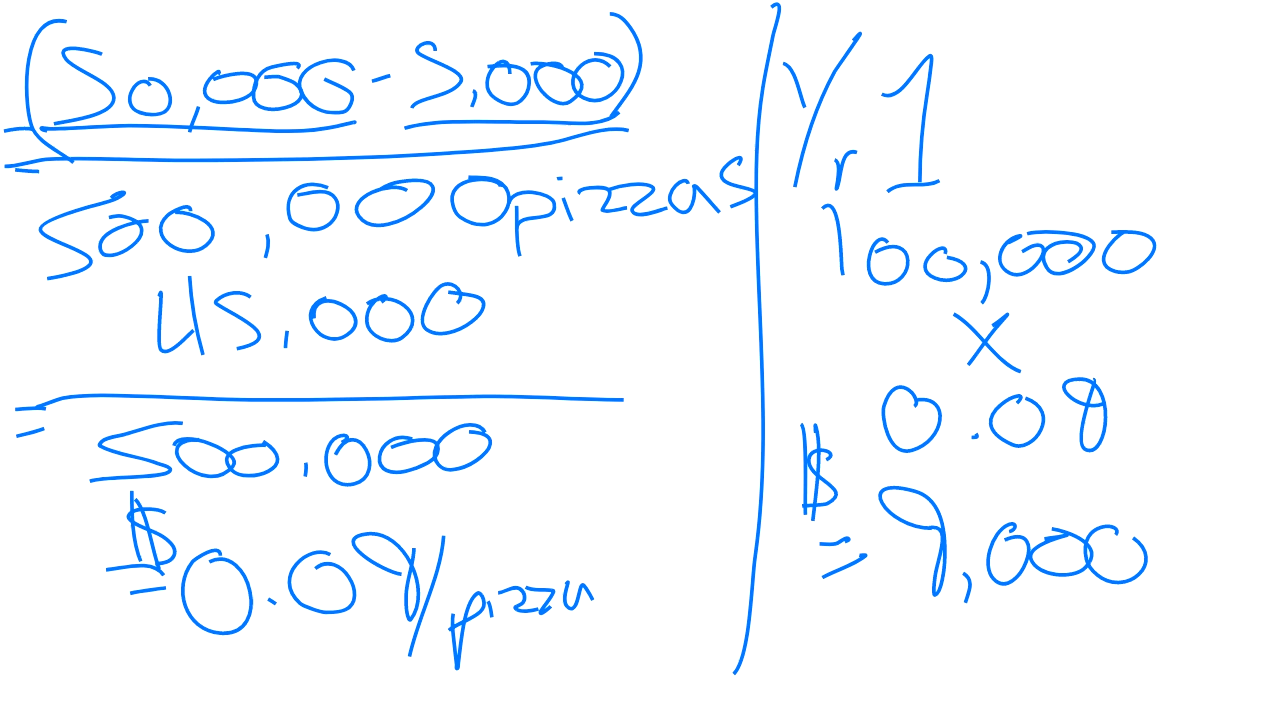 (50,000 - 5,000)
=
500,000 pizzas
45,000
=
500,000
$
= 0.09/pizza
Yr 1
100,000
x
0.09
$
= 9,000